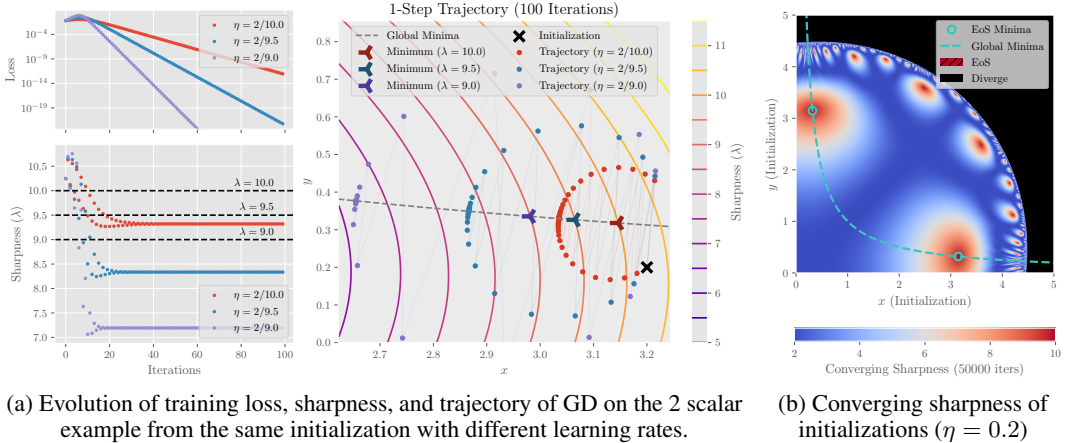 η = 2/10.0
η = 2/9.5
η = 2/9.0
10⁻⁴
10⁻⁹
10⁻¹⁴
10⁻¹⁹
Loss
10.5
10.0
9.5
9.0
8.5
8.0
7.5
7.0
Sharpness (λ)
λ = 10.0
λ = 9.5
λ = 9.0
η = 2/10.0
η = 2/9.5
η = 2/9.0
0 20 40 60 80 100
Iterations
1-Step Trajectory (100 Iterations)
Global Minima
Minimum (λ = 10.0)
Minimum (λ = 9.5)
Minimum (λ = 9.0)
Initialization
Trajectory (η = 2/10.0)
Trajectory (η = 2/9.5)
Trajectory (η = 2/9.0)
0.8
0.7
0.6
0.5
0.4
0.3
0.2
0.1
0.0
y
2.7 2.8 2.9 3.0 3.1 3.2
x
11
10
9
8
7
6
5
Sharpness (λ)
EoS Minima
Global Minima
EoS
Diverge
5
4
3
2
1
0
y (Initialization)
0 1 2 3 4 5
x (Initialization)
2 4 6 8 10
Converging Sharpness (50000 iters)
(a) Evolution of training loss, sharpness, and trajectory of GD on the 2 scalar
example from the same initialization with different learning rates.
(b) Converging sharpness of
initializations (η = 0.2)